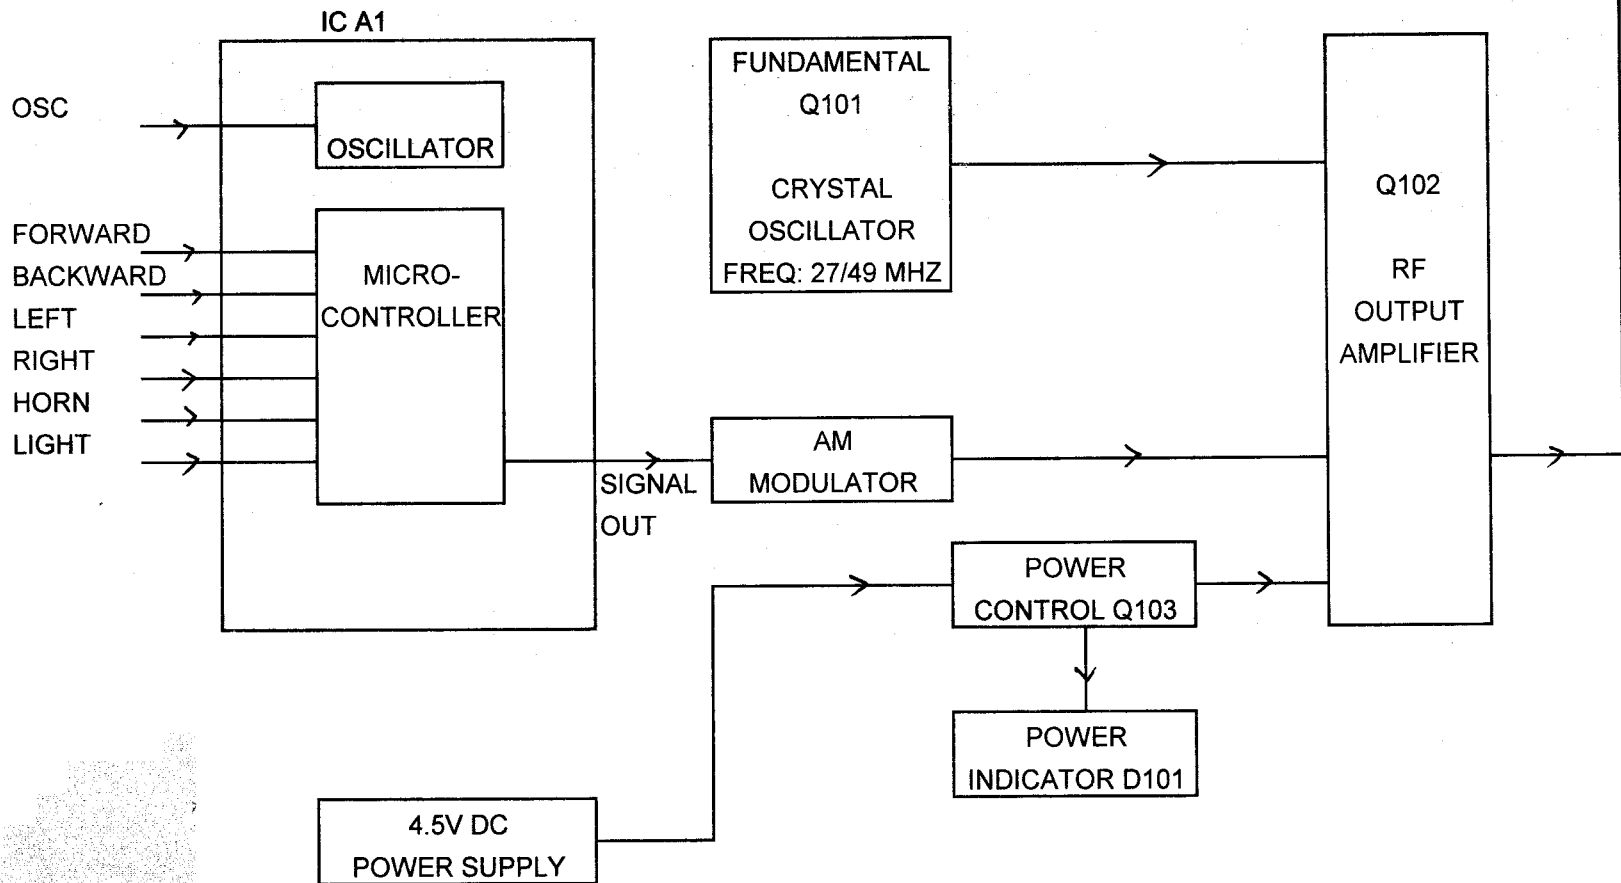 IC A1
OSC
OSCILLATOR
FORWARD
BACKWARD
LEFT
RIGHT
HORN
LIGHT
MICRO-
CONTROLLER
SIGNAL
OUT
FUNDAMENTAL
Q101
CRYSTAL
OSCILLATOR
FREQ: 27/49 MHZ
AM
MODULATOR
Q102
RF
OUTPUT
AMPLIFIER
POWER
CONTROL Q103
POWER
INDICATOR D101
4.5V DC
POWER SUPPLY